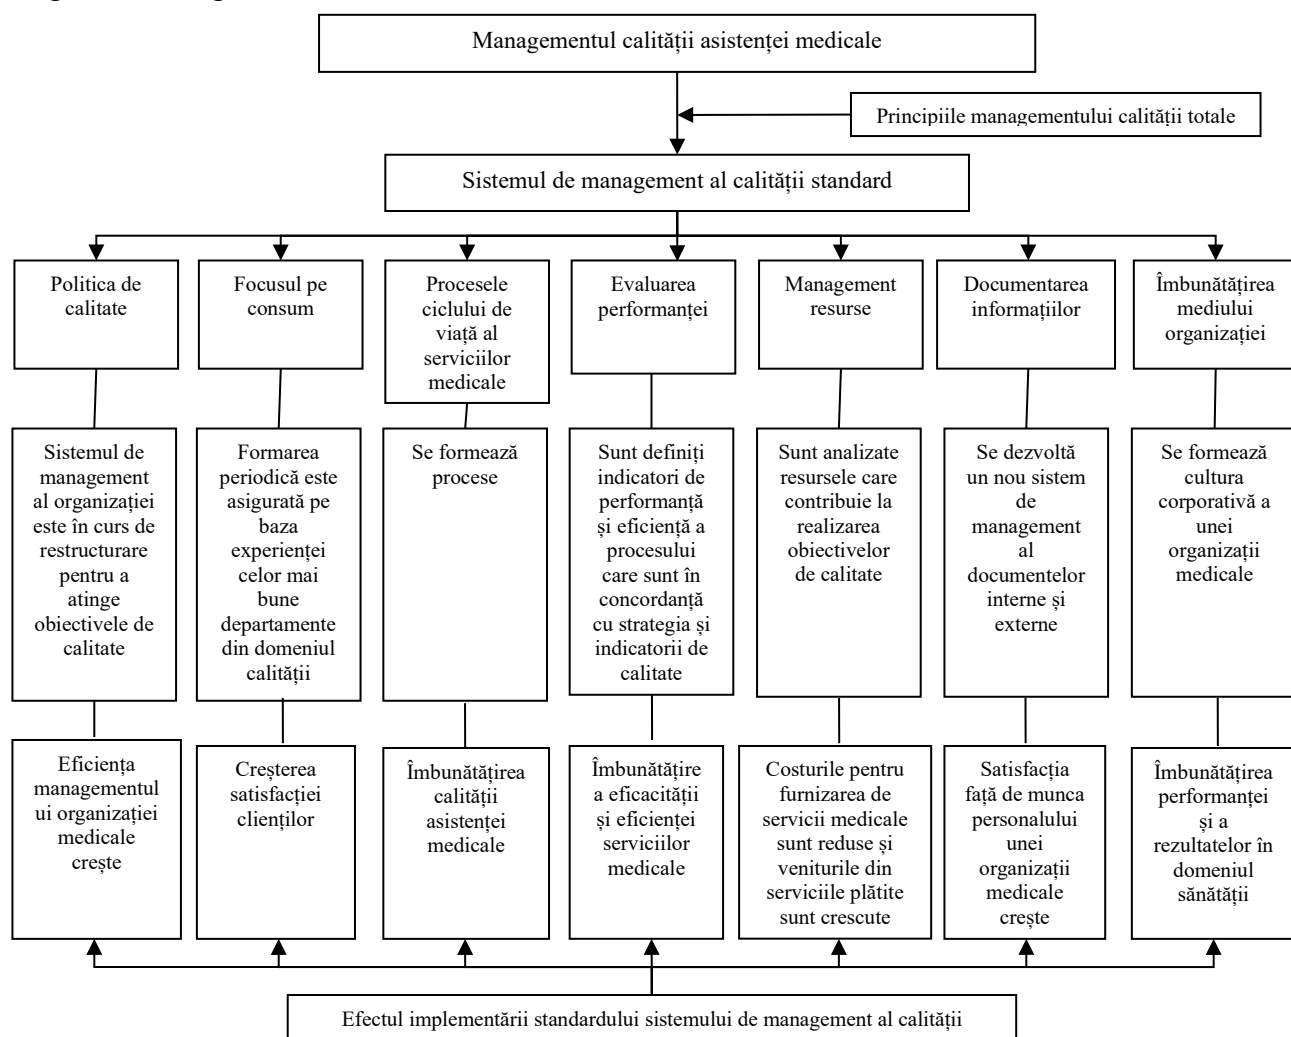 Managementul calității asistenței medicale
Principiile managementului calității totale
Sistemul de management al calității standard
Politica de
calitate
Focusul pe
consum
Procesele
ciclului de
viață al
serviciilor
medicale
Evaluarea
performanței
Management
resurse
Documentarea
informațiilor
Îmbunătățirea
mediului
organizației
Sistemul de
management
al organizației
este în curs de
restructurare
pentru a
atinge
obiectivele de
calitate
Formarea
periodică este
asigurată pe
baza
experienței
celor mai
bune
departamente
din domeniul
calității
Se formează
procese
Sunt definiți
indicatori de
performanță
și eficiență a
procesului
care sunt în
concordanță
cu strategia și
indicatorii de
calitate
Sunt analizate
resursele care
contribuie la
realizarea
obiectivelor
de calitate
Se dezvoltă
un nou sistem
de
management
al
documentelor
interne și
externe
Se formează
cultura
corporativă a
unei
organizații
medicale
Eficiența
managementul
ui organizației
medicale
crește
Creșterea
satisfacției
clienților
Îmbunătățirea
calității
asistenței
medicale
Îmbunătățire
a eficacității
și eficienței
serviciilor
medicale
Costurile pentru
furnizarea de
servicii medicale
sunt reduse și
veniturile din
serviciile plătite
sunt crescute
Satisfacția
față de munca
personalului
unei
organizații
medicale
crește
Îmbunătățirea
performanței
și a
rezultatelor în
domeniul
sănătății
Efectul implementării standardului sistemului de management al calității